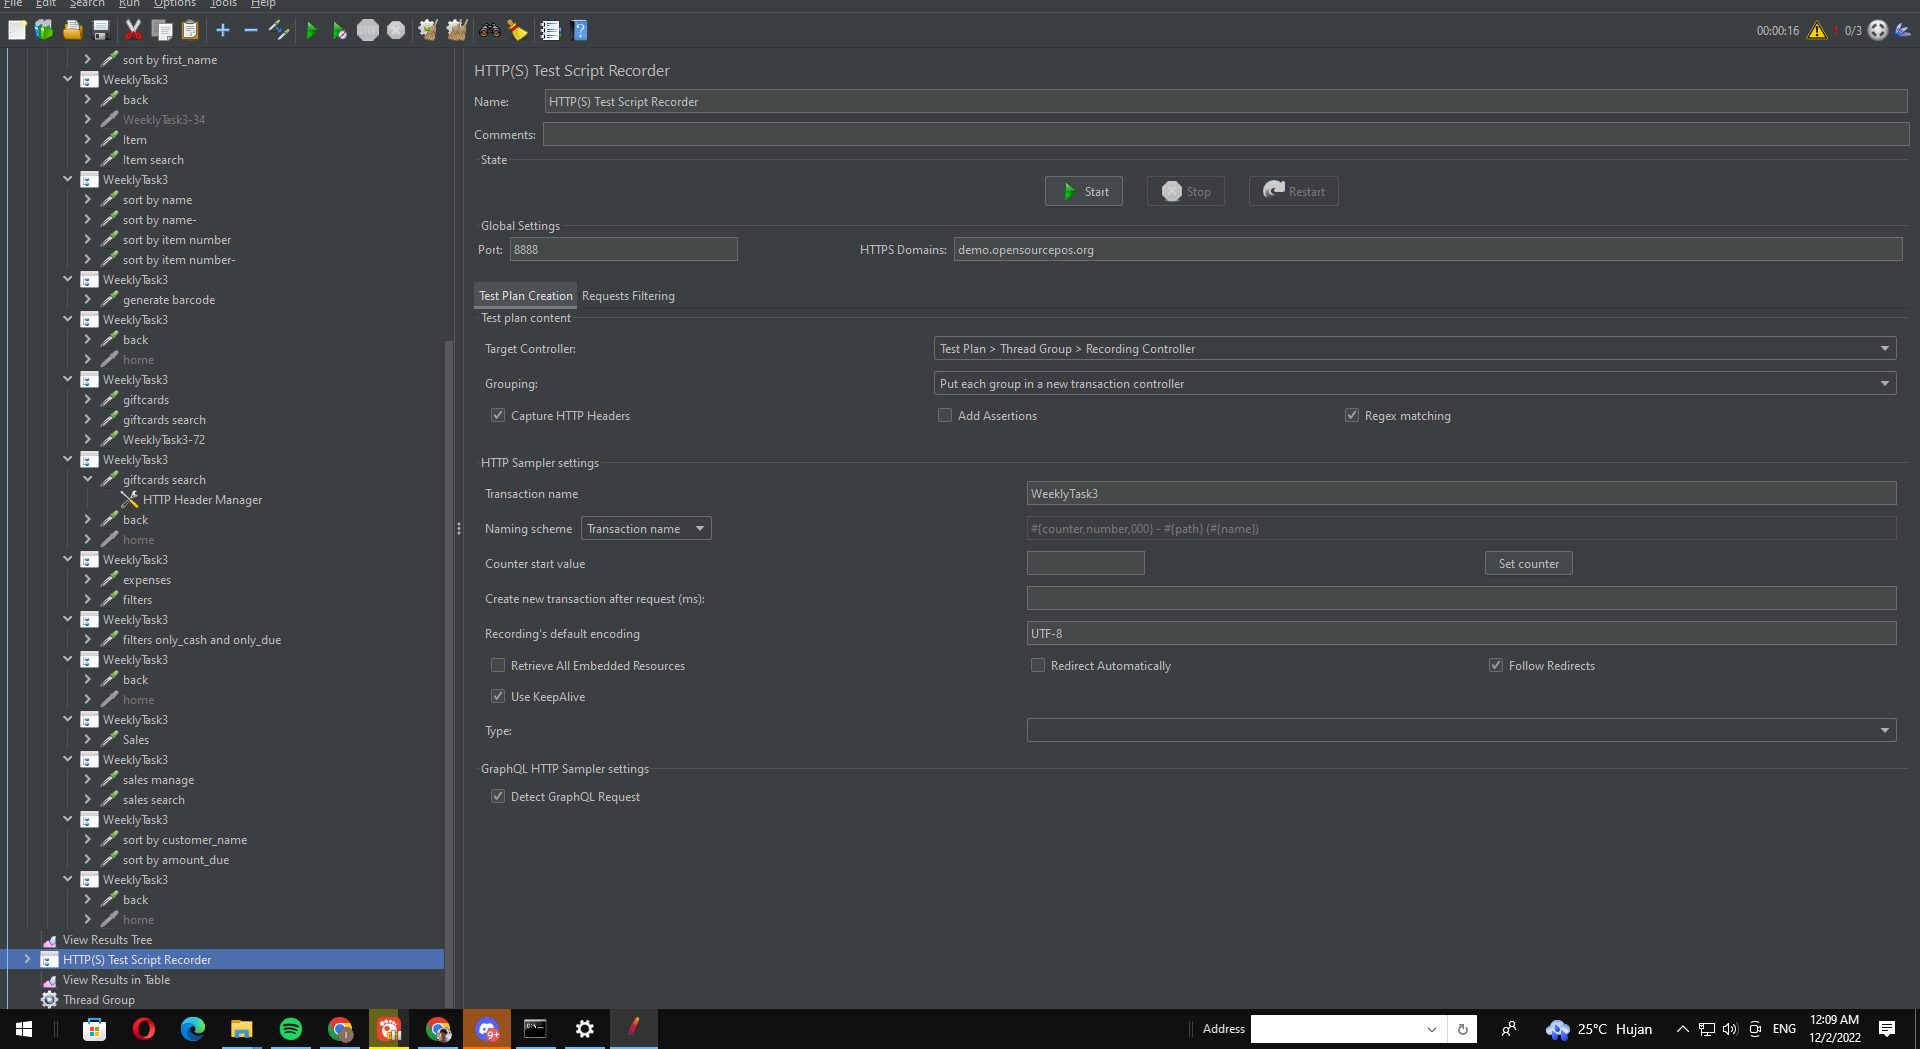 File Edit Search Run Options Tools Help
00:00:16 0/3
sort by first_name
WeeklyTask3
back
WeeklyTask3-34
Item
Item search
WeeklyTask3
sort by name
sort by name-
sort by item number
sort by item number-
WeeklyTask3
generate barcode
WeeklyTask3
back
home
WeeklyTask3
giftcards
giftcards search
WeeklyTask3-72
WeeklyTask3
giftcards search
HTTP Header Manager
back
home
WeeklyTask3
expenses
filters
WeeklyTask3
filters only_cash and only_due
WeeklyTask3
back
home
WeeklyTask3
Sales
WeeklyTask3
sales manage
sales search
WeeklyTask3
sort by customer_name
sort by amount_due
WeeklyTask3
back
home
View Results Tree
HTTP(S) Test Script Recorder
View Results in Table
Thread Group
HTTP(S) Test Script Recorder
Name: HTTP(S) Test Script Recorder
Comments:
State
Start Stop Restart
Global Settings
Port: 8888 HTTPS Domains: demo.opensourcepos.org
Test Plan Creation Requests Filtering
Test plan content
Target Controller: Test Plan > Thread Group > Recording Controller
Grouping: Put each group in a new transaction controller
Capture HTTP Headers Add Assertions Regex matching
HTTP Sampler settings
Transaction name WeeklyTask3
Naming scheme Transaction name #{counter,number,000} - #{path} (#{name})
Counter start value Set counter
Create new transaction after request (ms):
Recording's default encoding UTF-8
Retrieve All Embedded Resources Redirect Automatically Follow Redirects
Use KeepAlive
Type:
GraphQL HTTP Sampler settings
Detect GraphQL Request
Address 25°C Hujan ENG 12:09 AM
12/2/2022